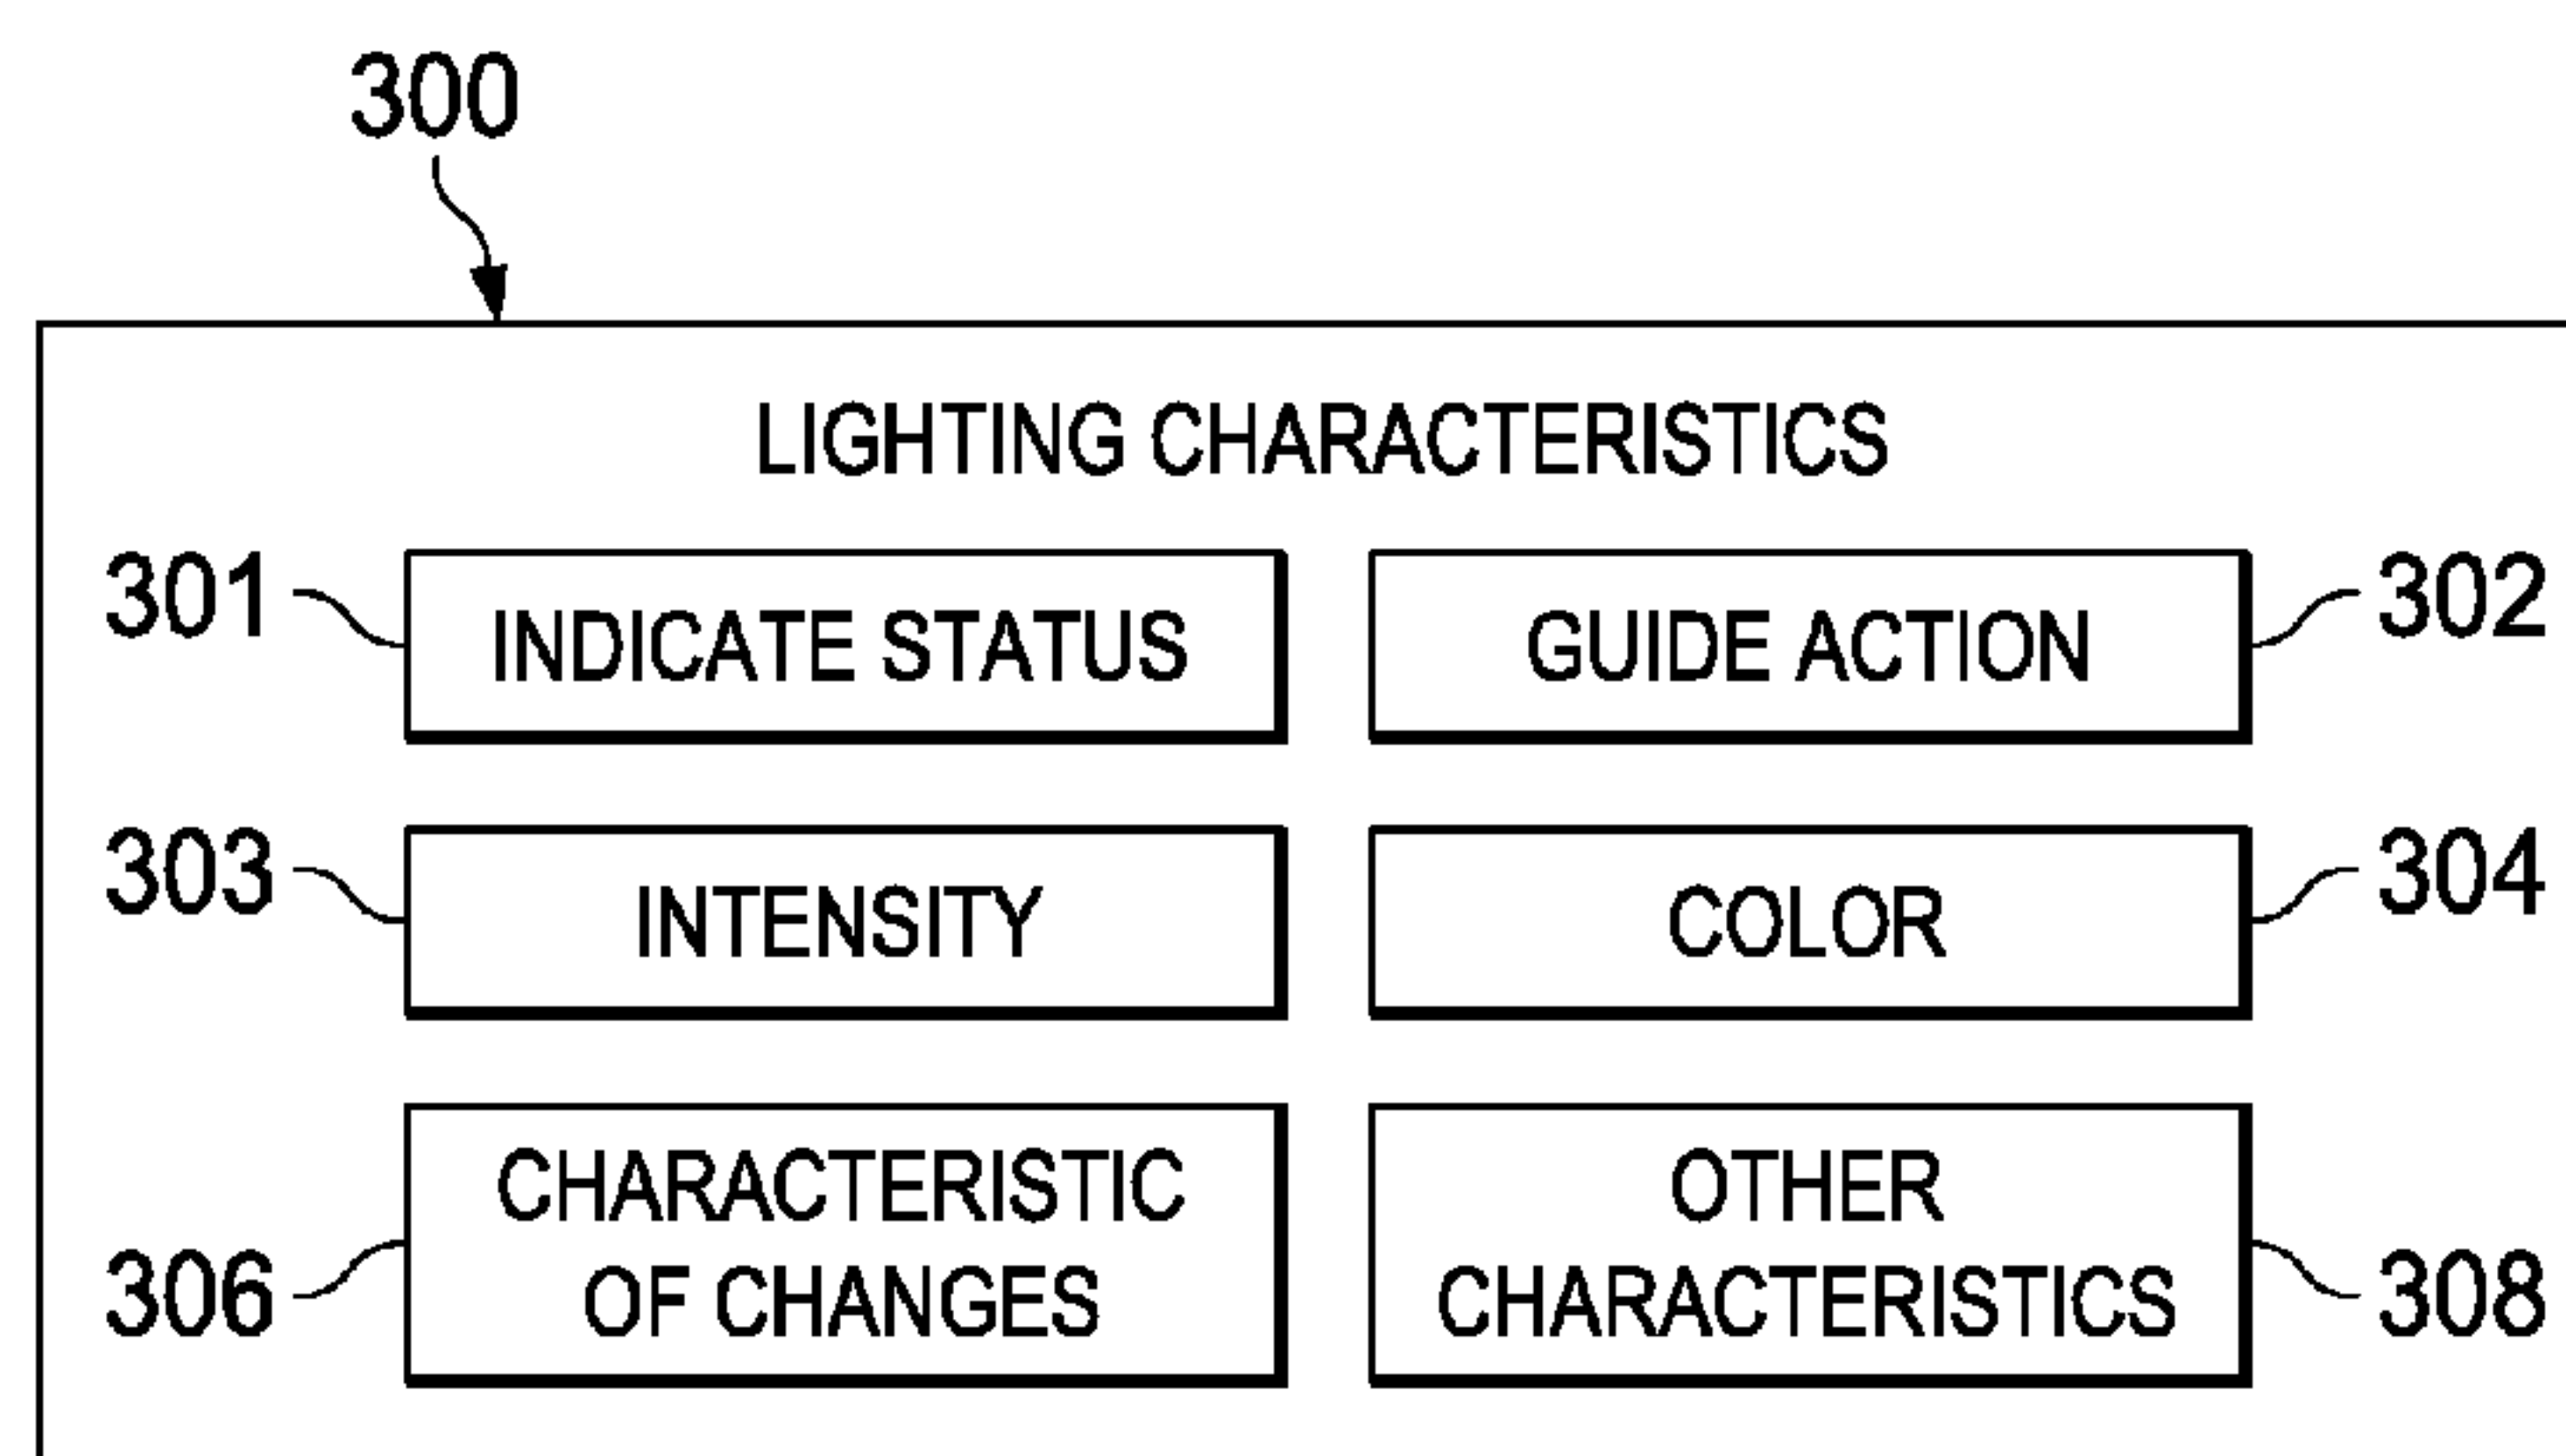 300
LIGHTING CHARACTERISTICS
301 INDICATE STATUS GUIDE ACTION 302
303 INTENSITY COLOR 304
306 CHARACTERISTIC
OF CHANGES
OTHER
CHARACTERISTICS 308